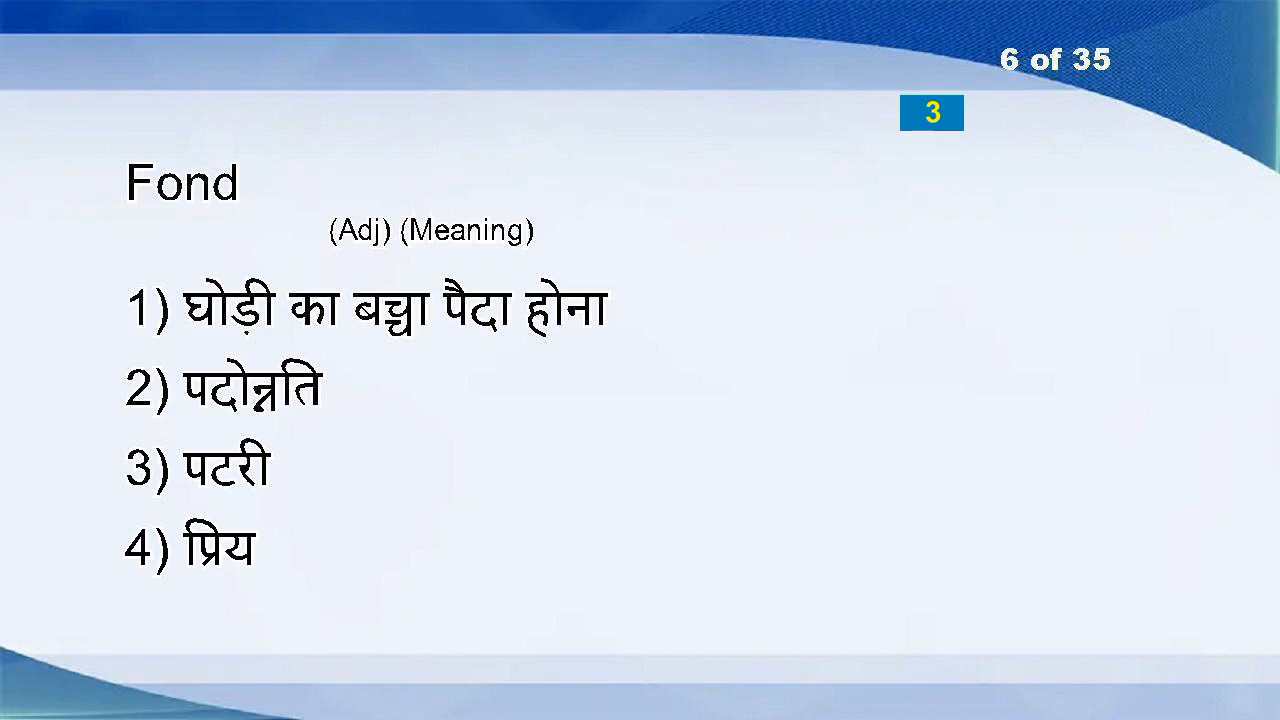 6 of 35
3
Fond
(Adj) (Meaning)
1) घोड़ी का बच्चा पैदा होना
2) पदोन्नति
3) पटरी
4) प्रिय